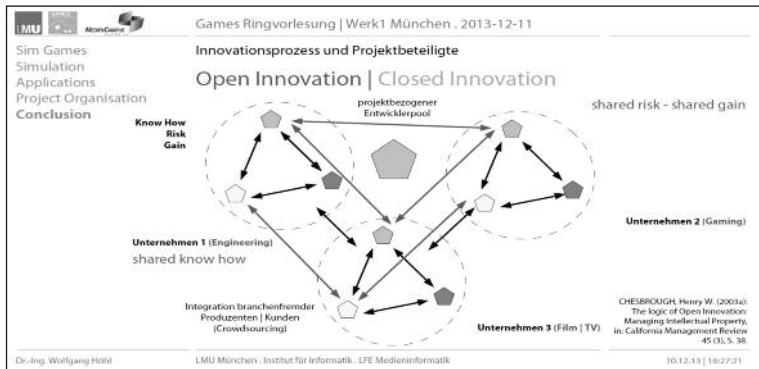 LMU
MEDIENCAMPUS
Games Ringvorlesung | Werk1 München . 2013-12-11
Sim Games
Simulation
Applications
Project Organisation
Conclusion
Innovationsprozess und Projektbeteiligte
Open Innovation | Closed Innovation
projektbezogener
Entwicklerpool
shared risk - shared gain
Know How
Risk
Gain
Unternehmen 1 (Engineering)
shared know how
Unternehmen 2 (Gaming)
Integration branchenfremder
Produzenten | Kunden
(Crowdsourcing)
Unternehmen 3 (Film | TV)
CHESBROUGH, Henry W. (2003a):
The logic of Open Innovation:
Managing Intellectual Property,
in: California Management Review
45 (3), S. 38.
Dr.-Ing. Wolfgang Höhl
LMU München . Institut für Informatik . LFE Medieninformatik
10.12.13 | 16:27:21